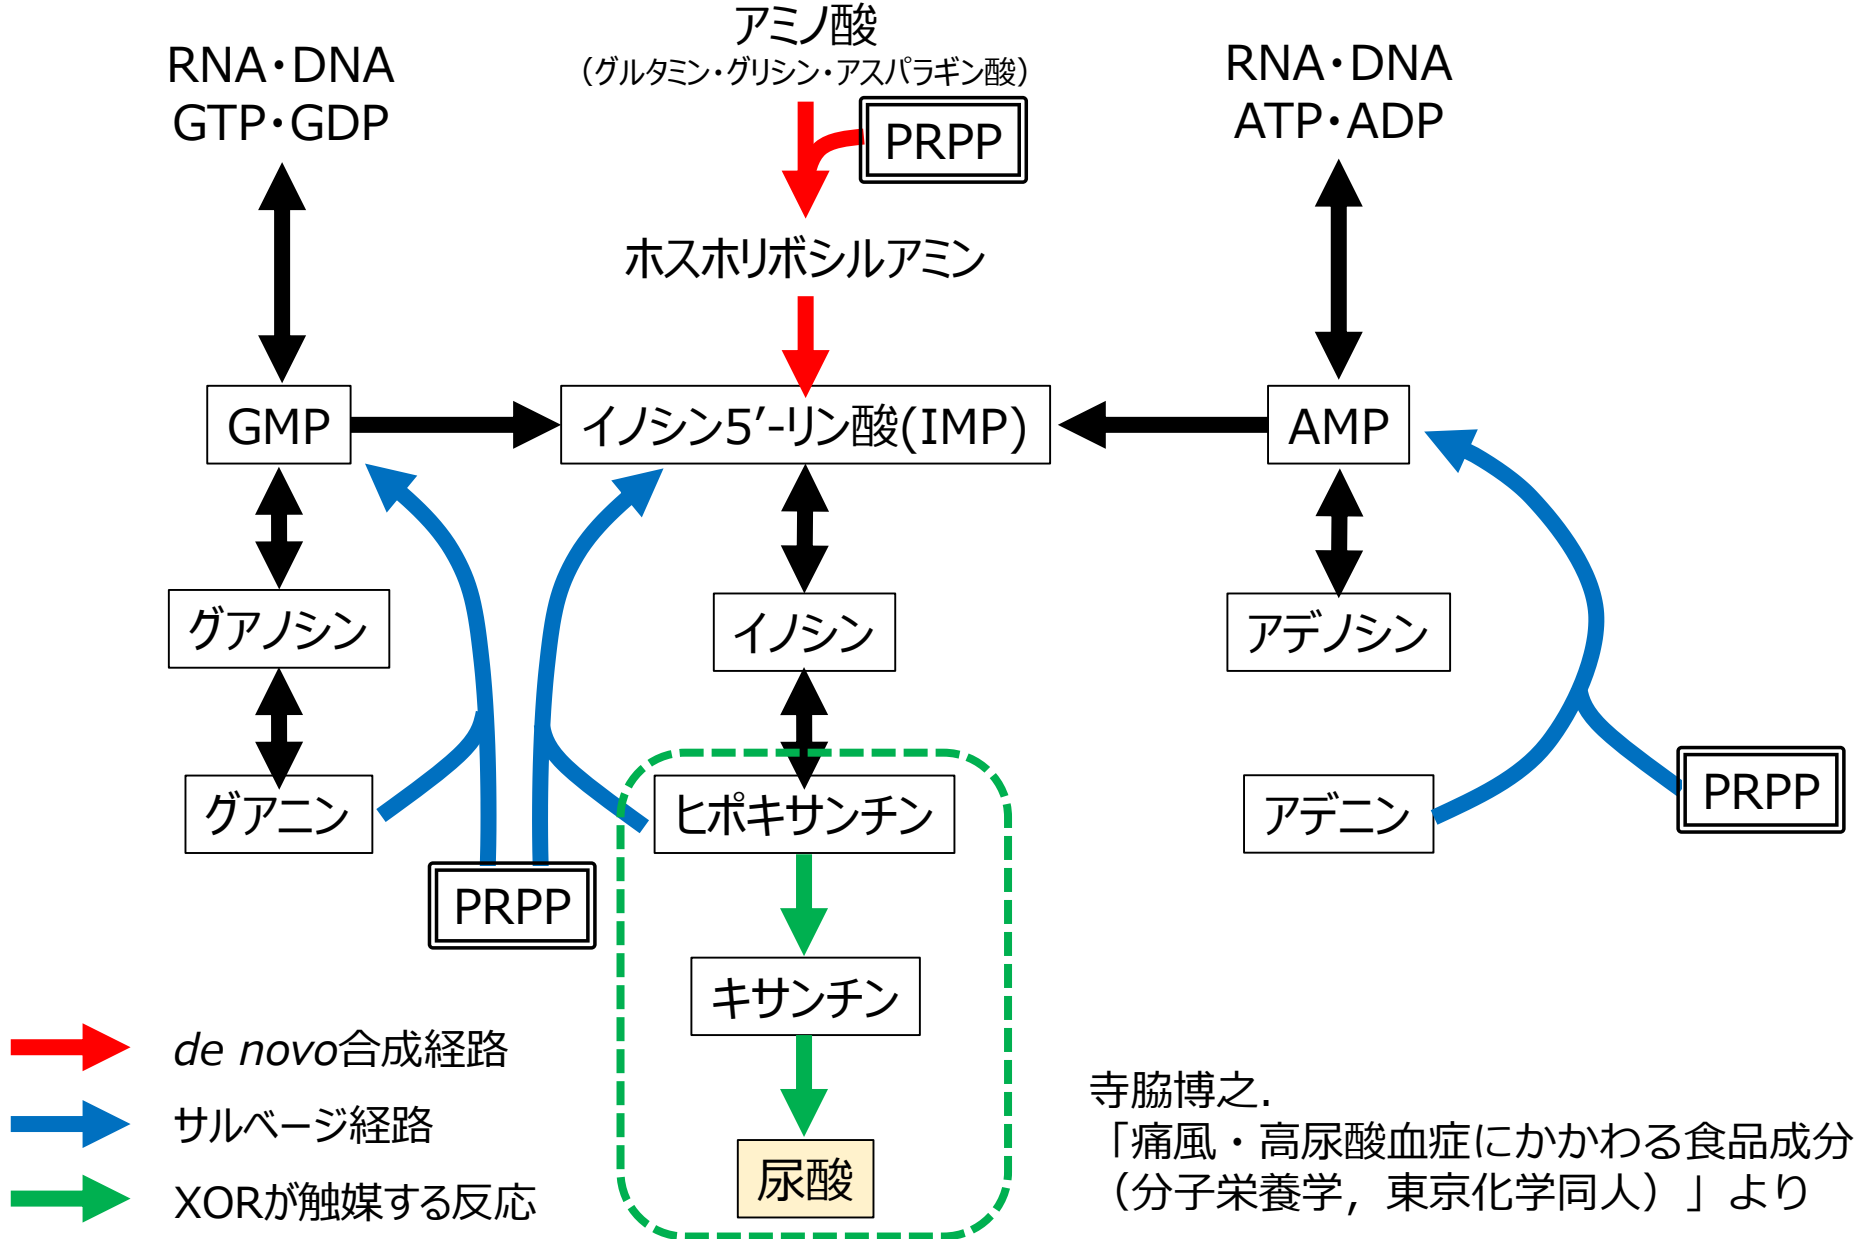 アミノ酸
（グルタミン・グリシン・アスパラギン酸）
RNA・DNA
GTP・GDP
RNA・DNA
ATP・ADP
PRPP
ホスホリボシルアミン
GMP
イノシン5′-リン酸(IMP)
AMP
グアノシン
イノシン
アデノシン
グアニン
ヒポキサンチン
アデニン
PRPP
PRPP
キサンチン
尿酸
de novo合成経路
サルベージ経路
XORが触媒する反応
寺脇博之.
「痛風・高尿酸血症にかかわる食品成分
（分子栄養学，東京化学同人）」より